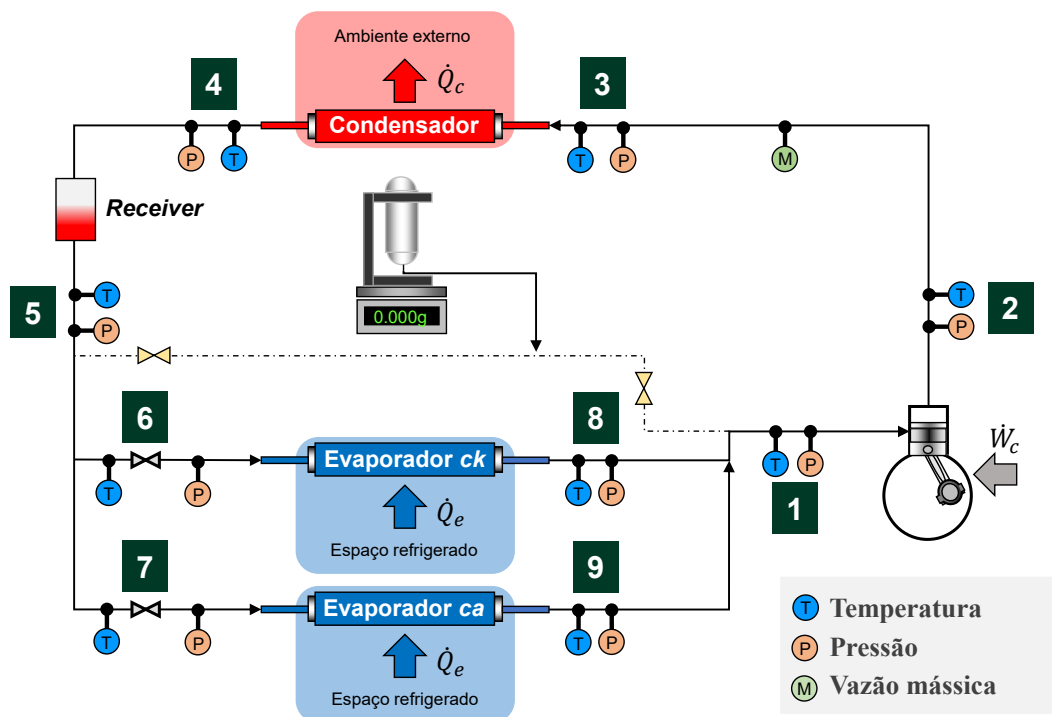 Ambiente externo
Q̇c
4
3
Condensador
P
T
T
P
M
Receiver
T
5
P
0.000g
T
2
P
6
8
Evaporador ck
T
P
T
P
T
P
Ẇc
1
Q̇e
Espaço refrigerado
7
9
Evaporador ca
T
P
T
P
Q̇e
Espaço refrigerado
T Temperatura
P Pressão
M Vazão mássica